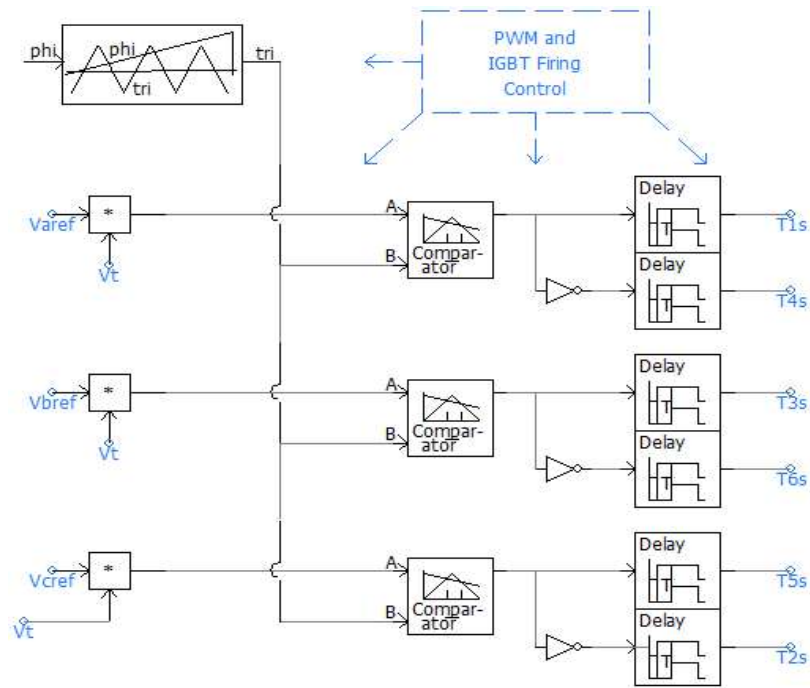 phi
phi
tri
tri
PWM and
IGBT Firing
Control
Varef
*
Vt
A
B
Compar-
ator
Delay
T
T1s
Delay
T
T4s
Vbref
*
Vt
A
B
Compar-
ator
Delay
T
T3s
Delay
T
T6s
Vcref
*
Vt
A
B
Compar-
ator
Delay
T
T5s
Delay
T
T2s